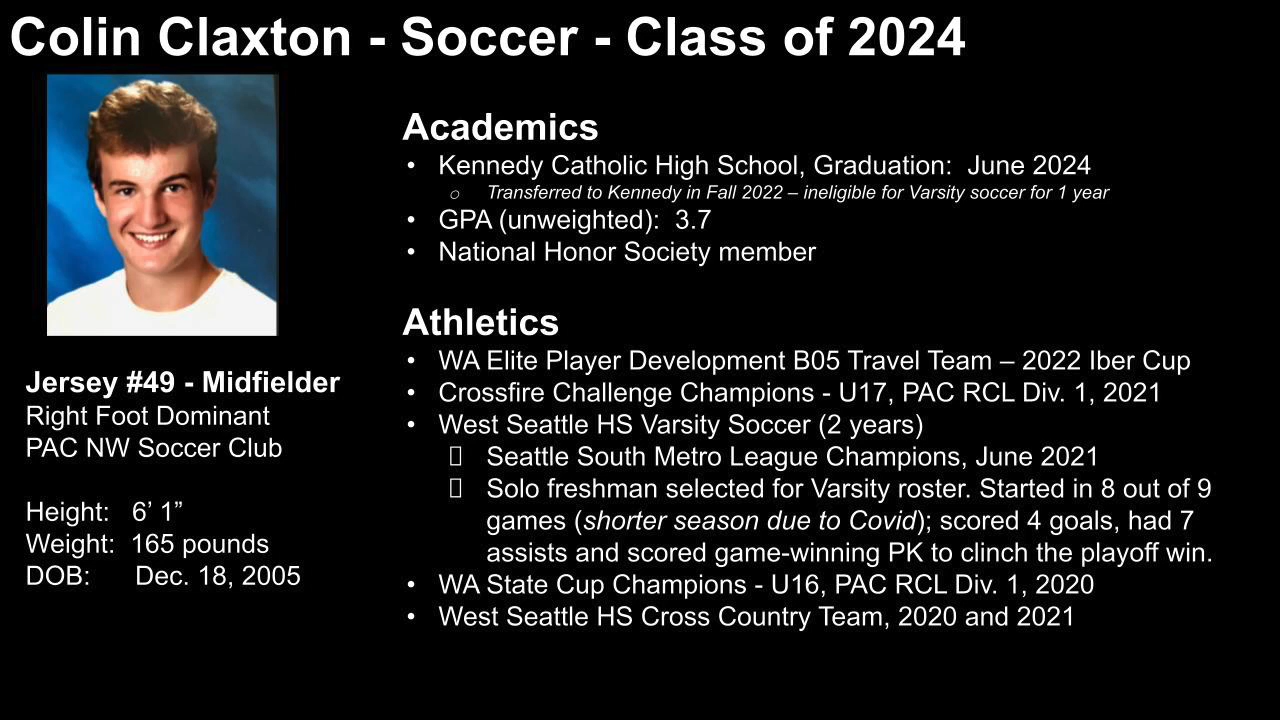 Colin Claxton - Soccer - Class of 2024
Jersey #49 - Midfielder
Right Foot Dominant
PAC NW Soccer Club
Height: 6’ 1”
Weight: 165 pounds
DOB: Dec. 18, 2005
Academics
• Kennedy Catholic High School, Graduation: June 2024
o Transferred to Kennedy in Fall 2022 – ineligible for Varsity soccer for 1 year
• GPA (unweighted): 3.7
• National Honor Society member
Athletics
• WA Elite Player Development B05 Travel Team – 2022 Iber Cup
• Crossfire Challenge Champions - U17, PAC RCL Div. 1, 2021
• West Seattle HS Varsity Soccer (2 years)
▯ Seattle South Metro League Champions, June 2021
▯ Solo freshman selected for Varsity roster. Started in 8 out of 9
games (shorter season due to Covid); scored 4 goals, had 7
assists and scored game-winning PK to clinch the playoff win.
• WA State Cup Champions - U16, PAC RCL Div. 1, 2020
• West Seattle HS Cross Country Team, 2020 and 2021